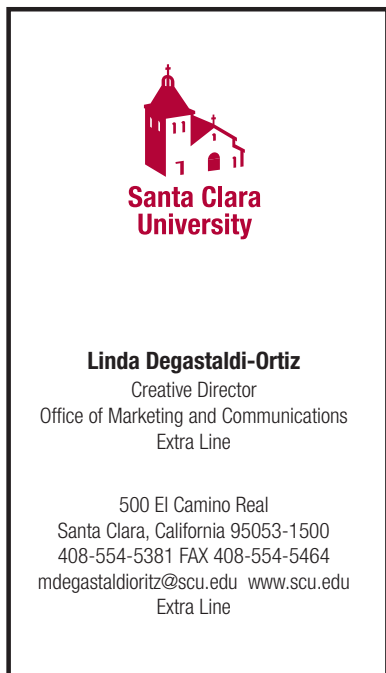 Santa Clara
University
Linda Degastaldi-Ortiz
Creative Director
Office of Marketing and Communications
Extra Line
500 El Camino Real
Santa Clara, California 95053-1500
408-554-5381 FAX 408-554-5464
mdegastaldioritz@scu.edu www.scu.edu
Extra Line